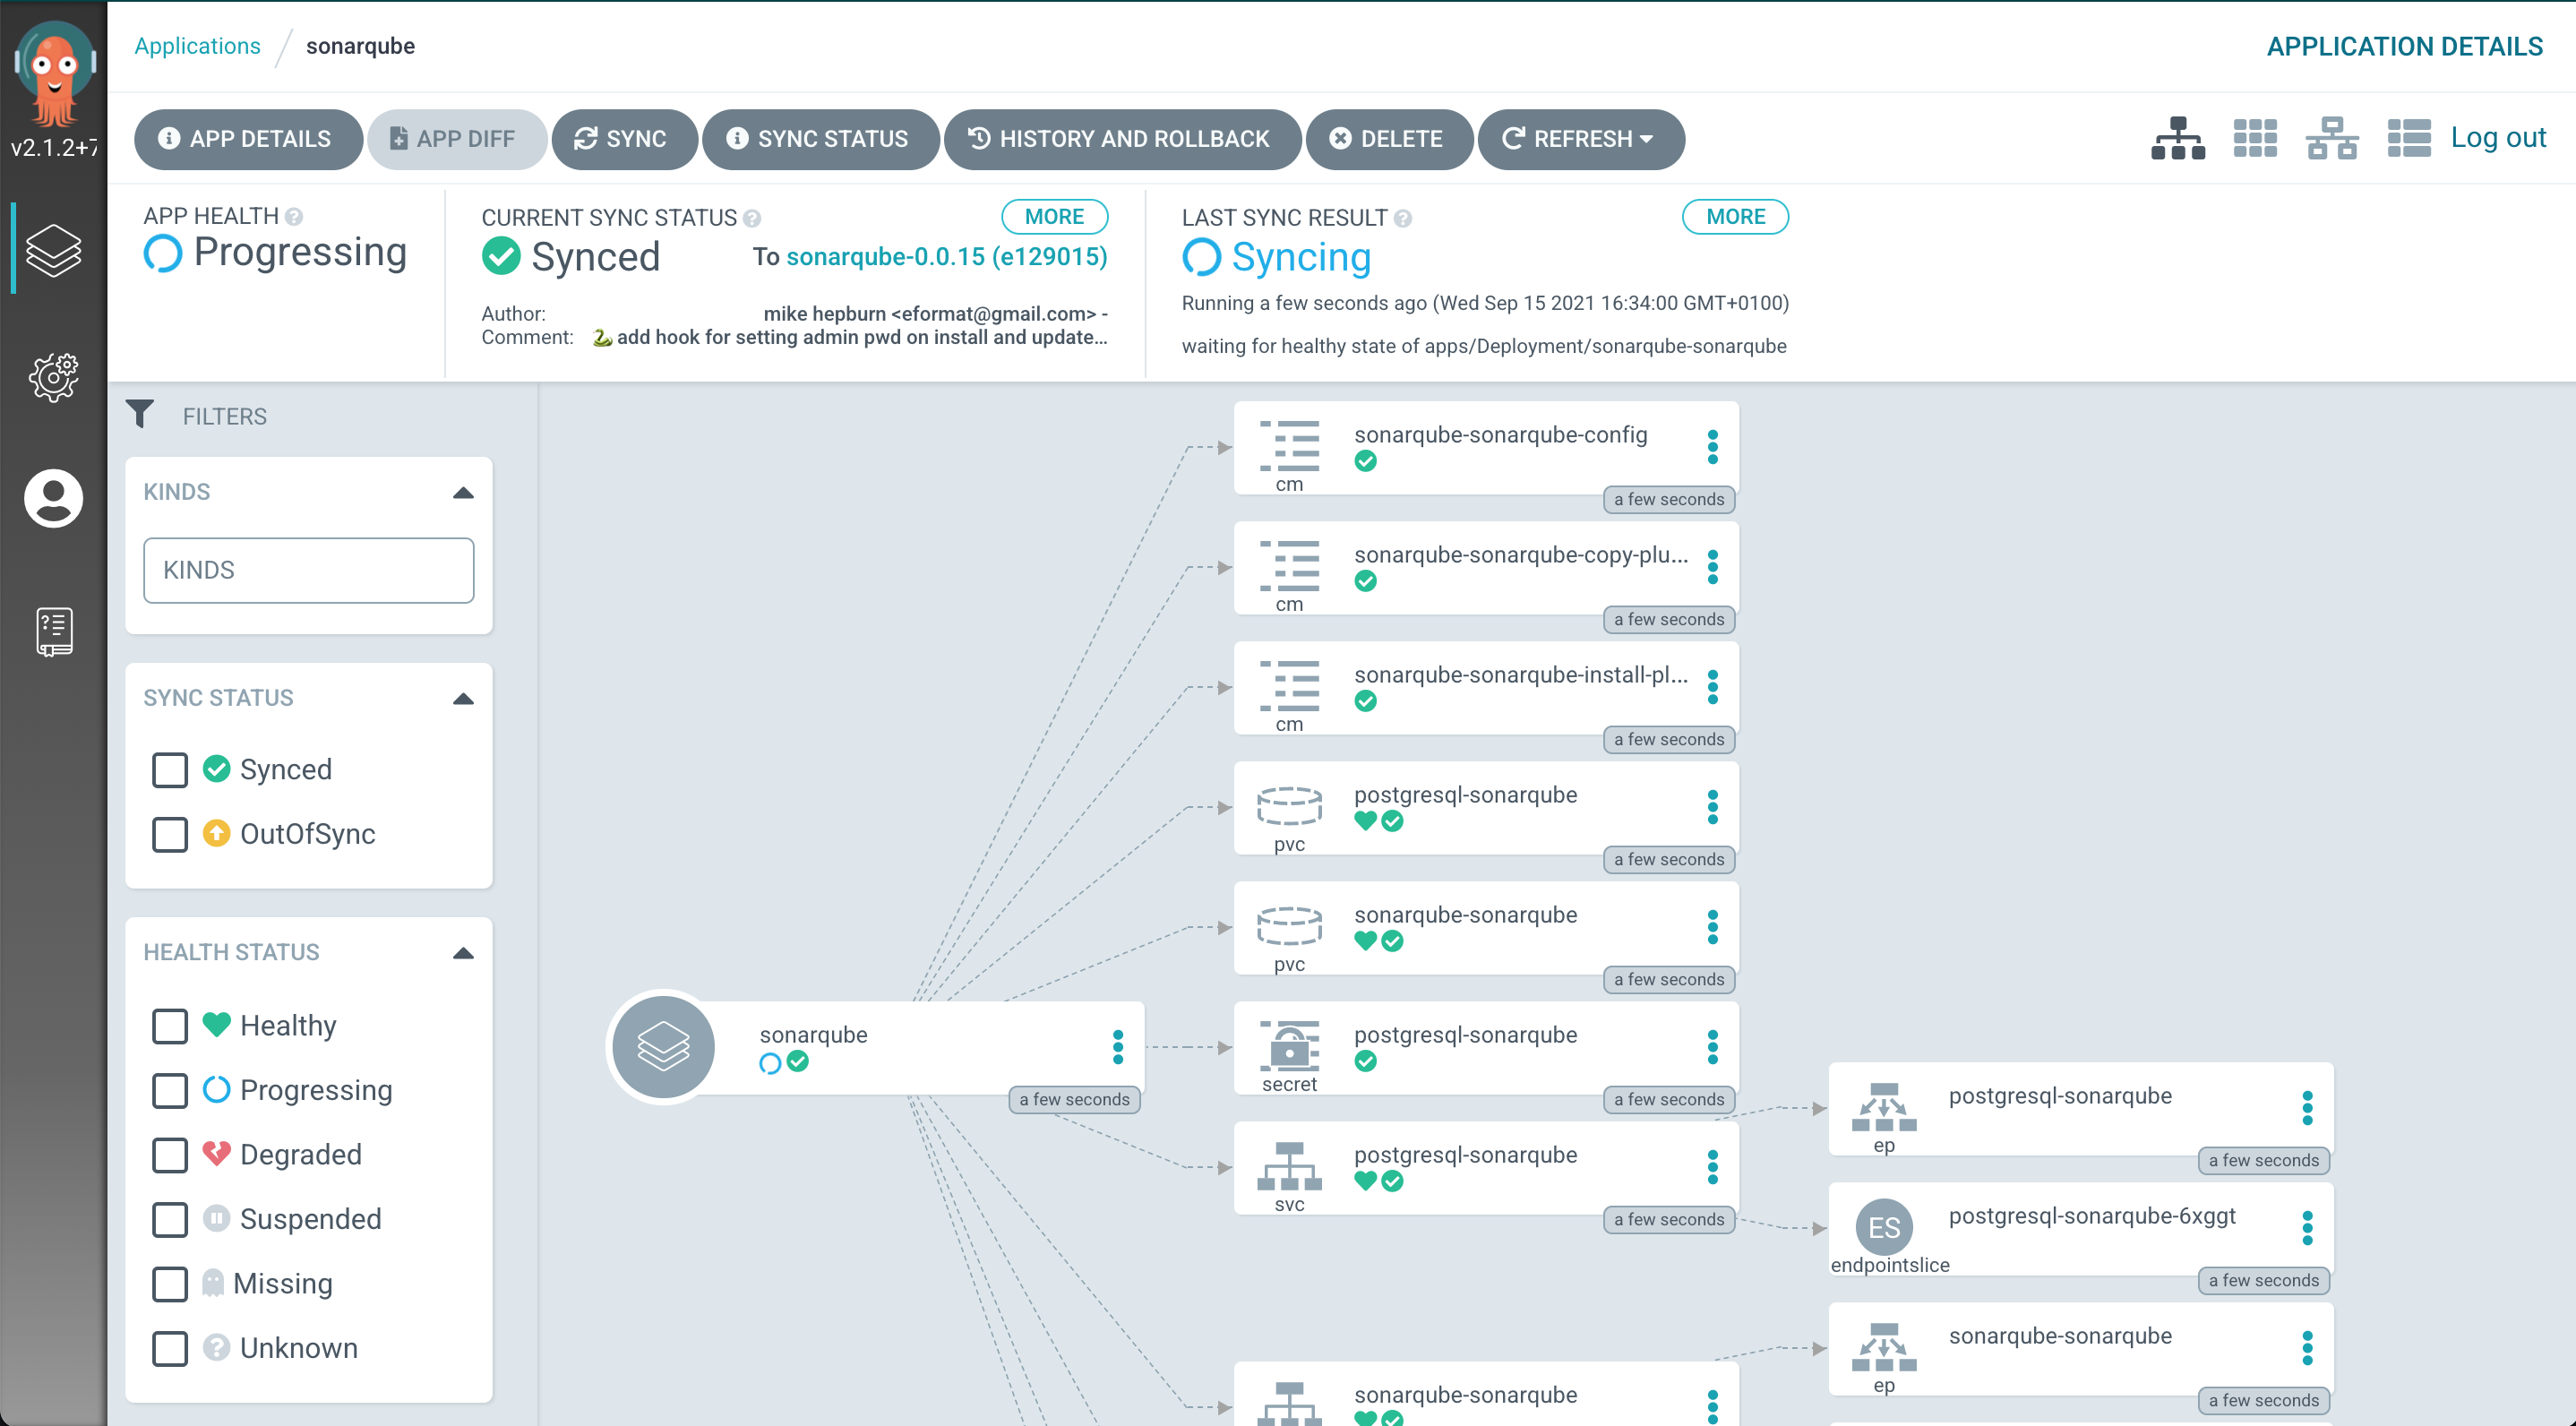 Applications / sonarqube
APPLICATION DETAILS
v2.1.2+7
APP DETAILS
APP DIFF
SYNC
SYNC STATUS
HISTORY AND ROLLBACK
DELETE
REFRESH
Log out
APP HEALTH
Progressing
CURRENT SYNC STATUS
MORE
Synced
To sonarqube-0.0.15 (e129015)
Author: mike hepburn <eformat@gmail.com> -
Comment: 🐍 add hook for setting admin pwd on install and update...
LAST SYNC RESULT
MORE
Syncing
Running a few seconds ago (Wed Sep 15 2021 16:34:00 GMT+0100)
waiting for healthy state of apps/Deployment/sonarqube-sonarqube
FILTERS
KINDS
KINDS
SYNC STATUS
Synced
OutOfSync
HEALTH STATUS
Healthy
Progressing
Degraded
Suspended
Missing
Unknown
sonarqube
a few seconds
sonarqube-sonarqube-config
cm
a few seconds
sonarqube-sonarqube-copy-plu...
cm
a few seconds
sonarqube-sonarqube-install-pl...
cm
a few seconds
postgresql-sonarqube
pvc
a few seconds
sonarqube-sonarqube
pvc
a few seconds
postgresql-sonarqube
secret
a few seconds
postgresql-sonarqube
svc
a few seconds
sonarqube-sonarqube
postgresql-sonarqube
ep
a few seconds
ES
postgresql-sonarqube-6xggt
endpointslice
a few seconds
sonarqube-sonarqube
ep
a few seconds